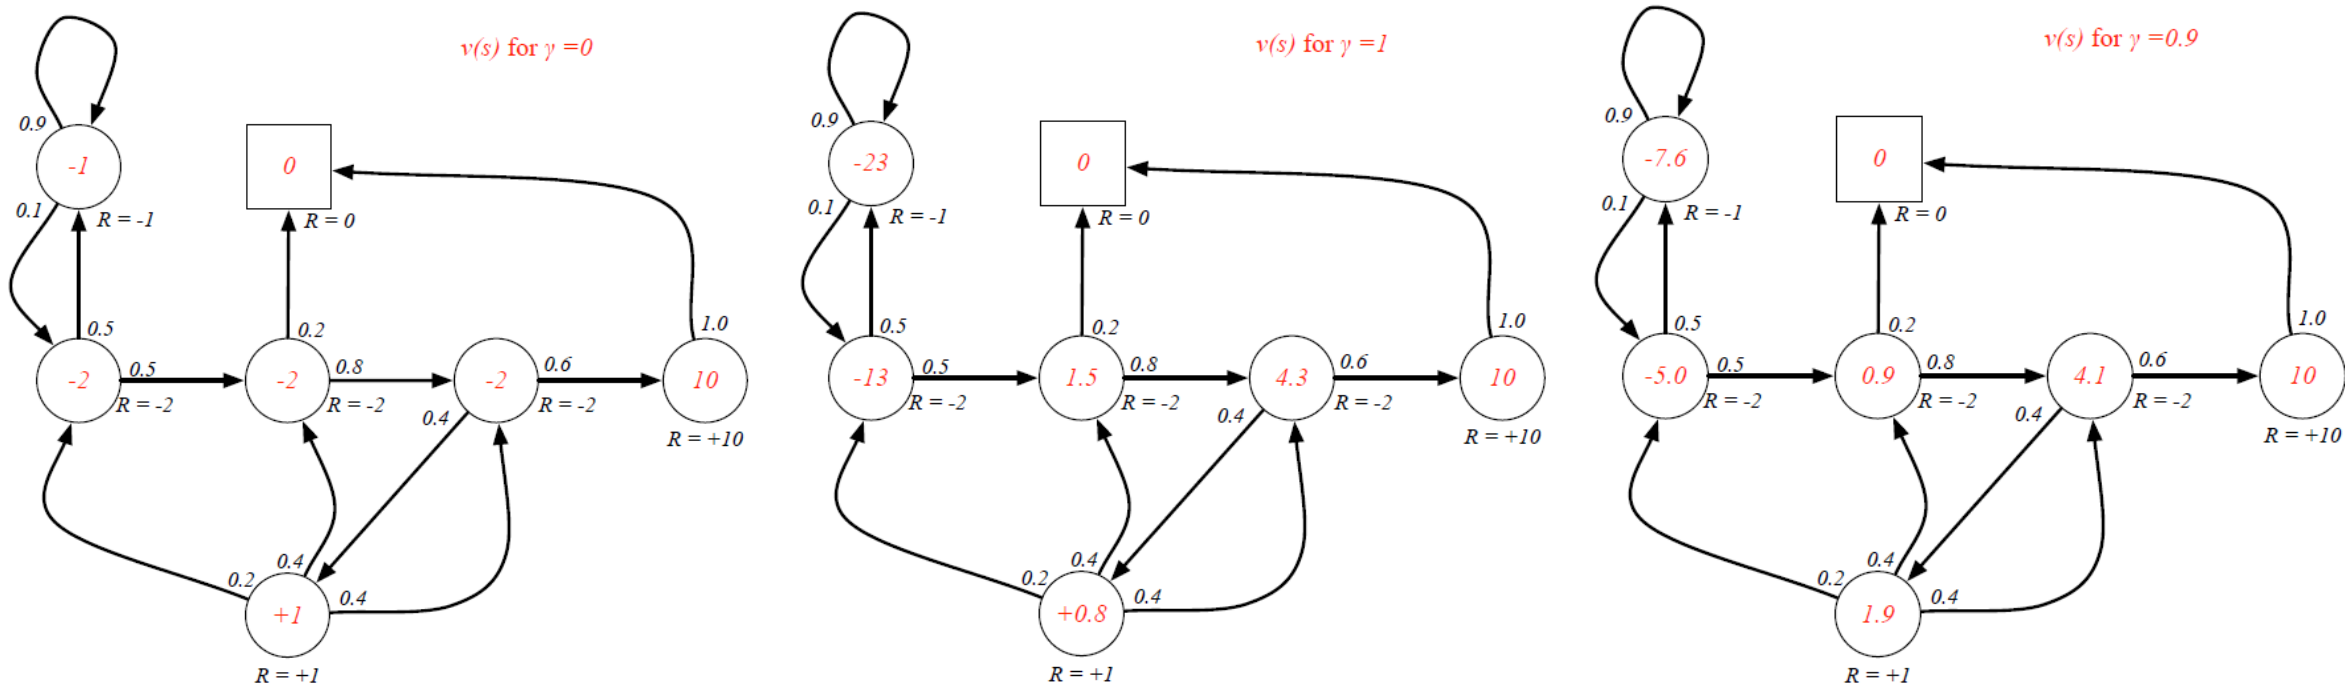 v(s) for γ =0
0.9
-1
0
0.1
R = -1
R = 0
0.5
0.2
1.0
-2
0.5
-2
0.8
-2
0.6
10
R = -2
R = -2
R = -2
0.4
R = +10
0.4
0.2
0.4
+1
R = +1
v(s) for γ =1
0.9
-23
0
0.1
R = -1
R = 0
0.5
0.2
1.0
-13
0.5
1.5
0.8
4.3
0.6
10
R = -2
R = -2
R = -2
0.4
R = +10
0.4
0.2
0.4
+0.8
R = +1
v(s) for γ =0.9
0.9
-7.6
0
0.1
R = -1
R = 0
0.5
0.2
1.0
-5.0
0.5
0.9
0.8
4.1
0.6
10
R = -2
R = -2
R = -2
0.4
R = +10
0.4
0.2
0.4
1.9
R = +1